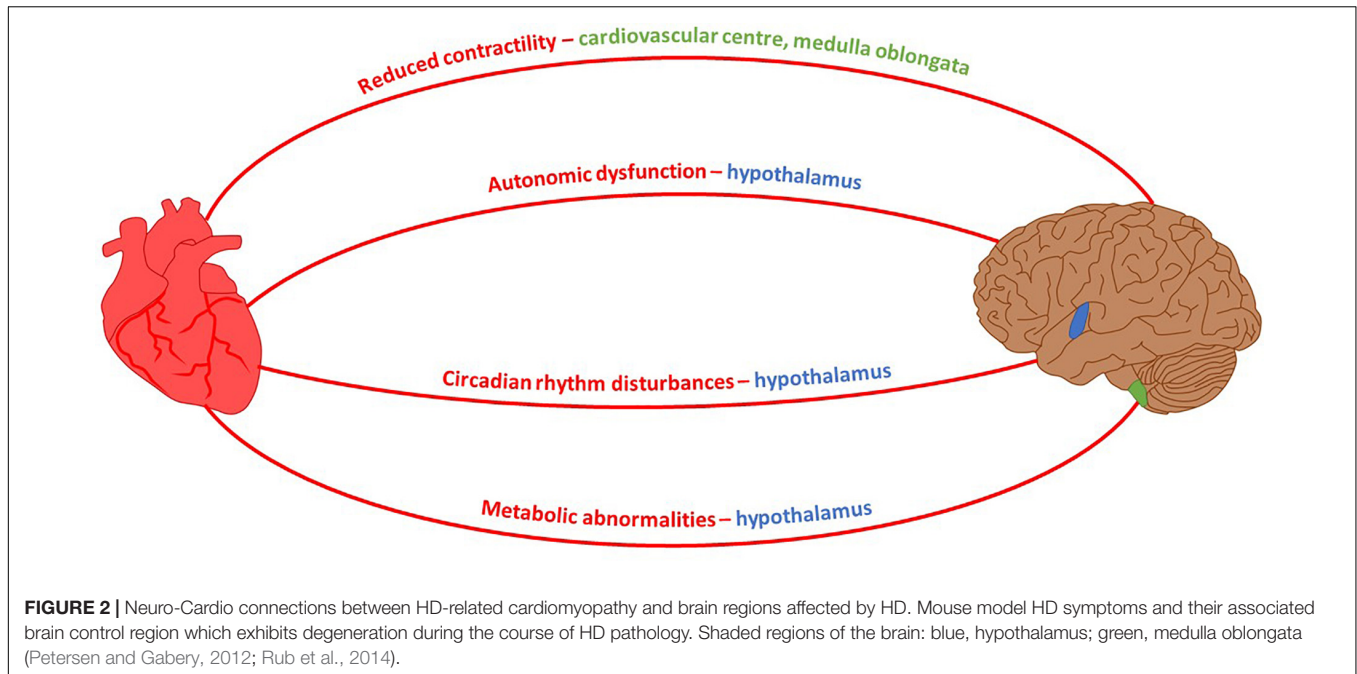 Reduced contractility – cardiovascular centre, medulla oblongata
Autonomic dysfunction – hypothalamus
Circadian rhythm disturbances – hypothalamus
Metabolic abnormalities – hypothalamus
FIGURE 2 | Neuro-Cardio connections between HD-related cardiomyopathy and brain regions affected by HD. Mouse model HD symptoms and their associated
brain control region which exhibits degeneration during the course of HD pathology. Shaded regions of the brain: blue, hypothalamus; green, medulla oblongata
(Petersen and Gabery, 2012; Rub et al., 2014).